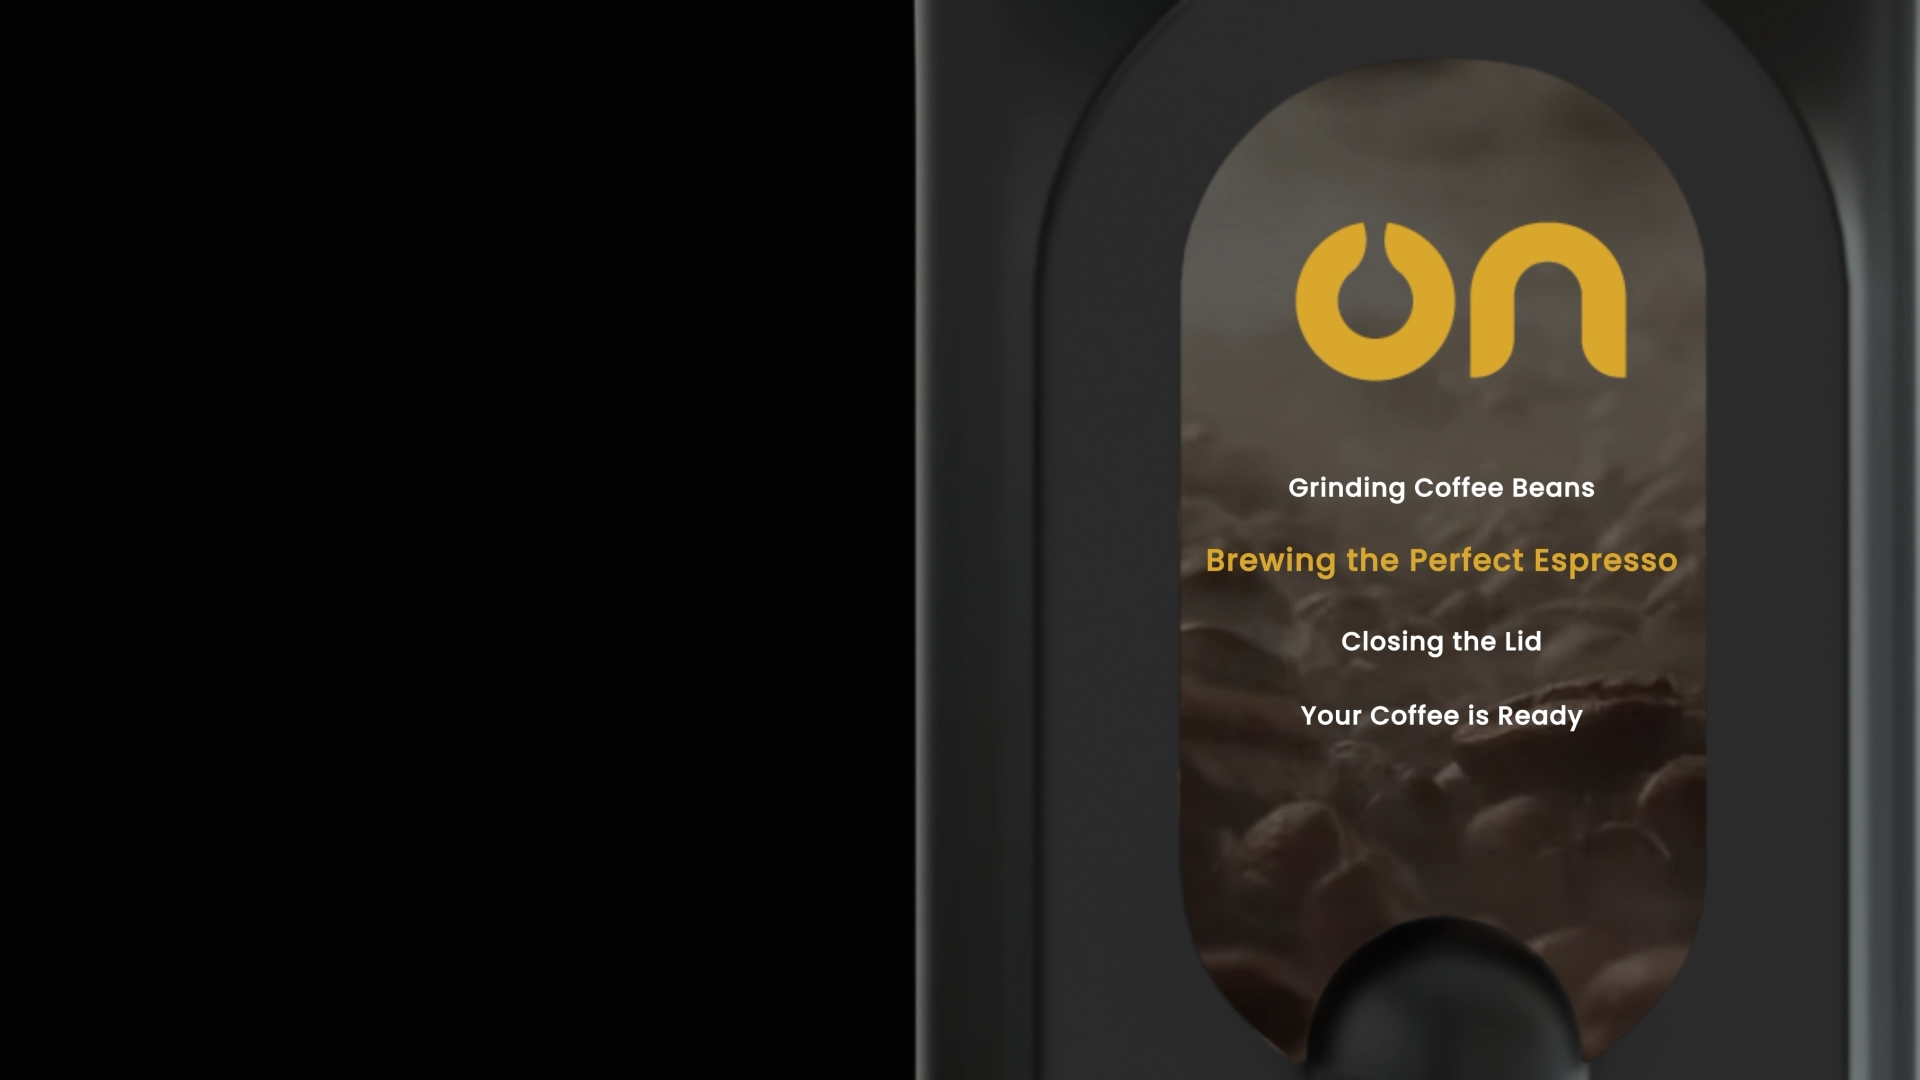 on
Grinding Coffee Beans
Brewing the Perfect Espresso
Closing the Lid
Your Coffee is Ready